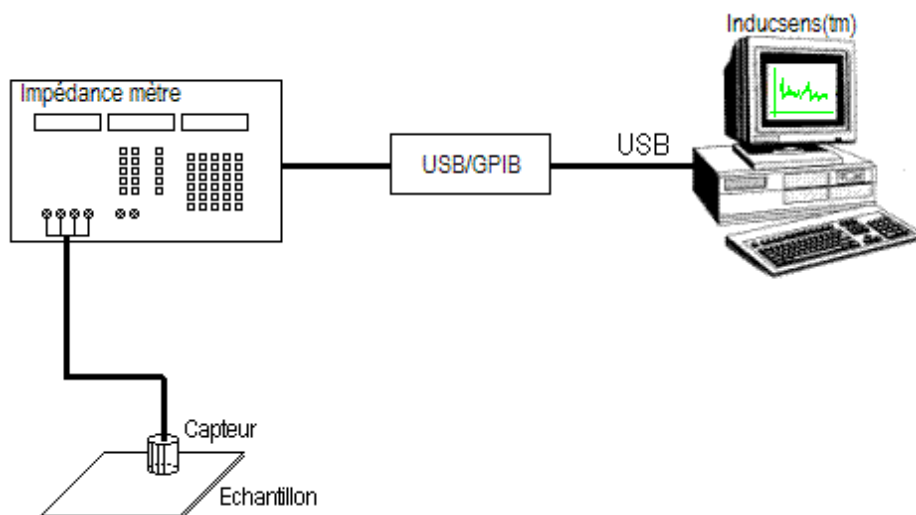 Inducsens(tm)
Impédance mètre
USB/GPIB
USB
Capteur
Echantillon